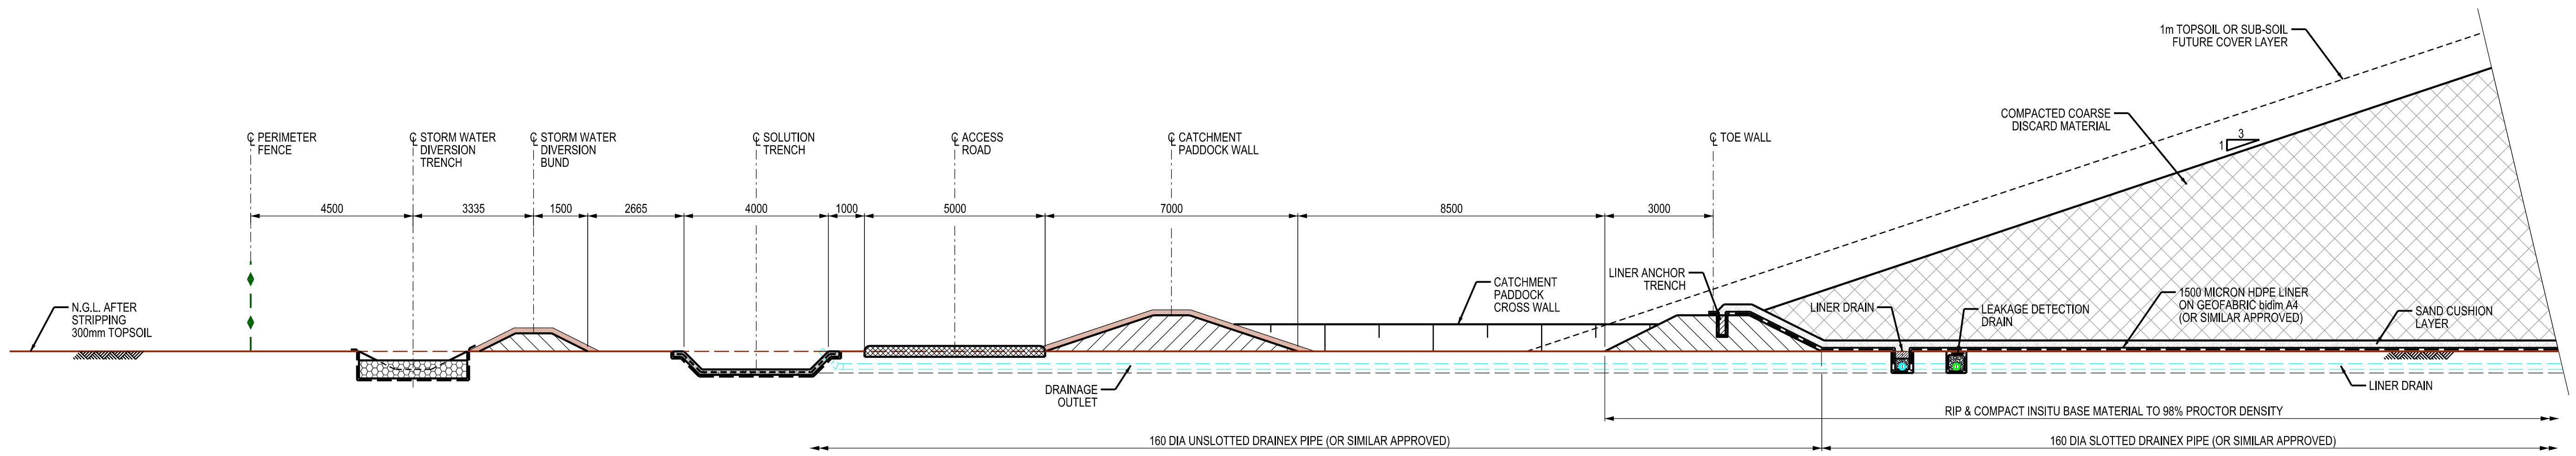 1m TOPSOIL OR SUB-SOIL
FUTURE COVER LAYER
COMPACTED COARSE
DISCARD MATERIAL
3
1
℄ PERIMETER
FENCE
℄ STORM WATER
DIVERSION
TRENCH
℄ STORM WATER
DIVERSION
BUND
℄ SOLUTION
TRENCH
℄ ACCESS
ROAD
℄ CATCHMENT
PADDOCK WALL
℄ TOE WALL
4500
3335
1500
2665
4000
1000
5000
7000
8500
3000
N.G.L. AFTER
STRIPPING
300mm TOPSOIL
CATCHMENT
PADDOCK
CROSS WALL
LINER ANCHOR
TRENCH
LINER DRAIN
LEAKAGE DETECTION
DRAIN
1500 MICRON HDPE LINER
ON GEOFABRIC bidim A4
(OR SIMILAR APPROVED)
SAND CUSHION
LAYER
DRAINAGE
OUTLET
LINER DRAIN
RIP & COMPACT INSITU BASE MATERIAL TO 98% PROCTOR DENSITY
160 DIA UNSLOTTED DRAINEX PIPE (OR SIMILAR APPROVED)
160 DIA SLOTTED DRAINEX PIPE (OR SIMILAR APPROVED)